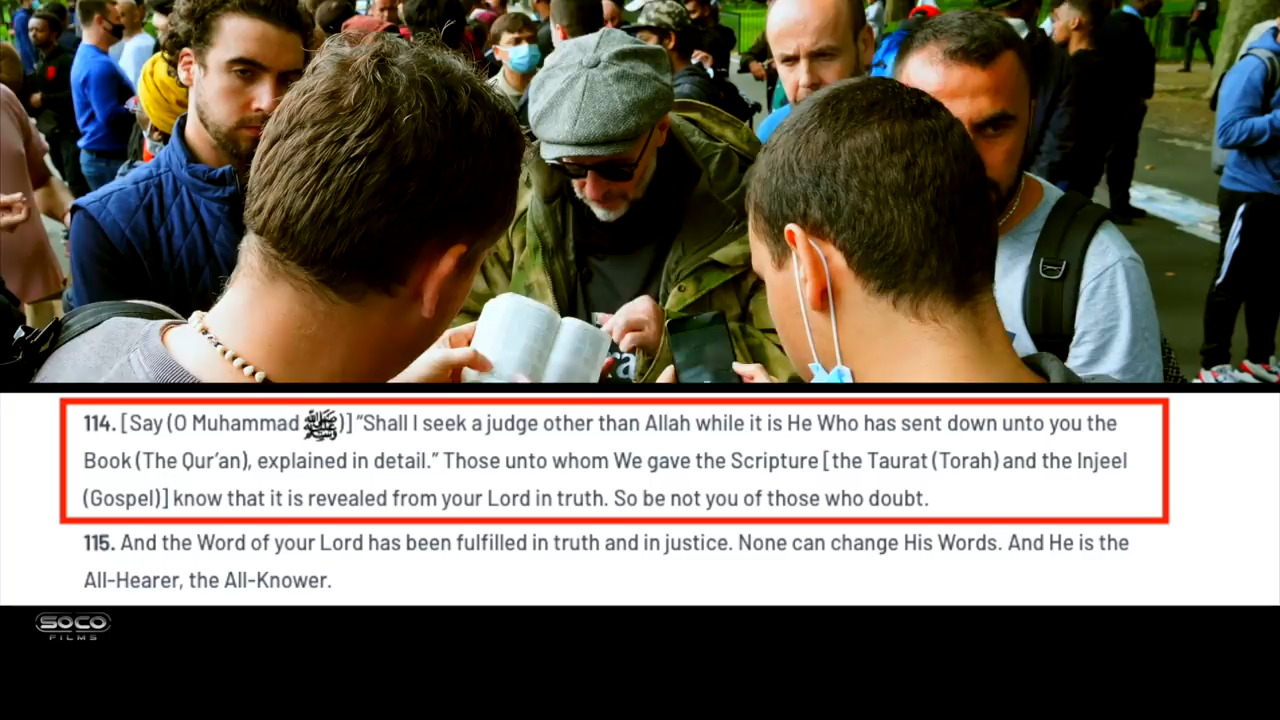 114. [Say (O Muhammad ﷺ)] "Shall I seek a judge other than Allah while it is He Who has sent down unto you the
Book (The Qur'an), explained in detail." Those unto whom We gave the Scripture [the Taurat (Torah) and the Injeel
(Gospel)] know that it is revealed from your Lord in truth. So be not you of those who doubt.
115. And the Word of your Lord has been fulfilled in truth and in justice. None can change His Words. And He is the
All-Hearer, the All-Knower.
SOCO
FILMS